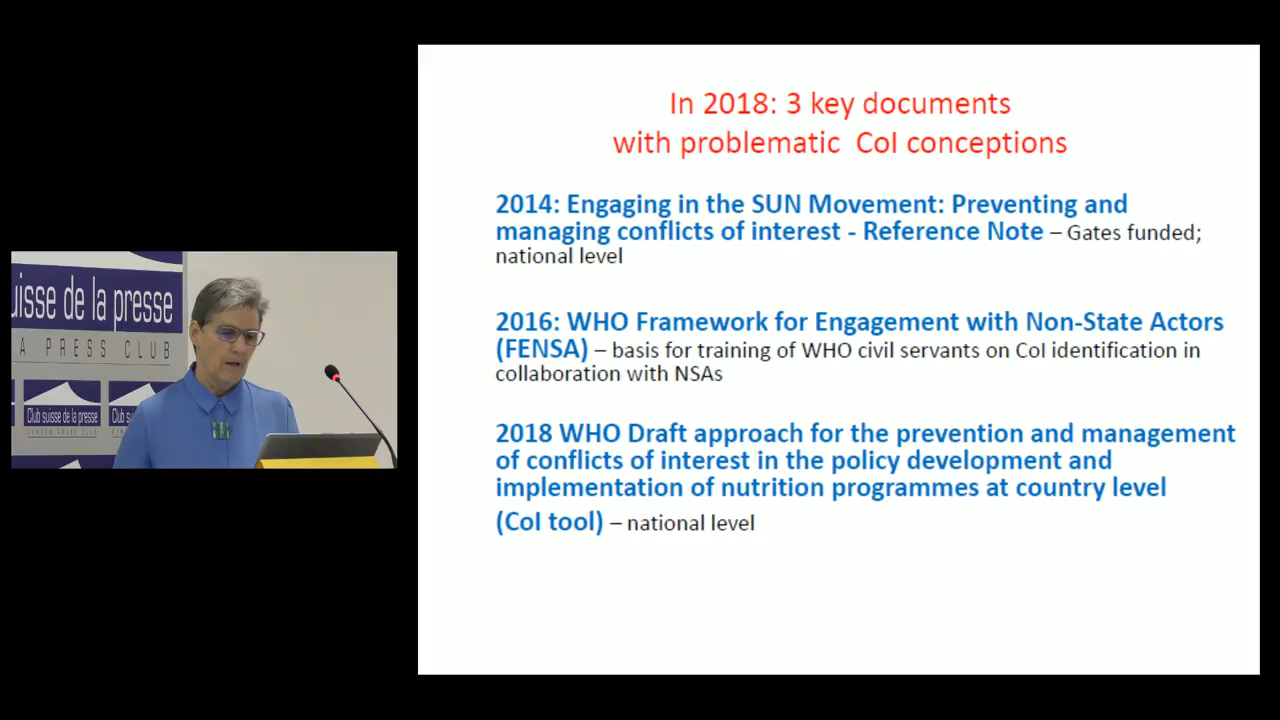 In 2018: 3 key documents
with problematic CoI conceptions
2014: Engaging in the SUN Movement: Preventing and
managing conflicts of interest - Reference Note – Gates funded;
national level
2016: WHO Framework for Engagement with Non-State Actors
(FENSA) – basis for training of WHO civil servants on CoI identification in
collaboration with NSAs
2018 WHO Draft approach for the prevention and management
of conflicts of interest in the policy development and
implementation of nutrition programmes at country level
(CoI tool) – national level
uisse de la presse
A PRESS CLUB
Club suisse de la presse
Club